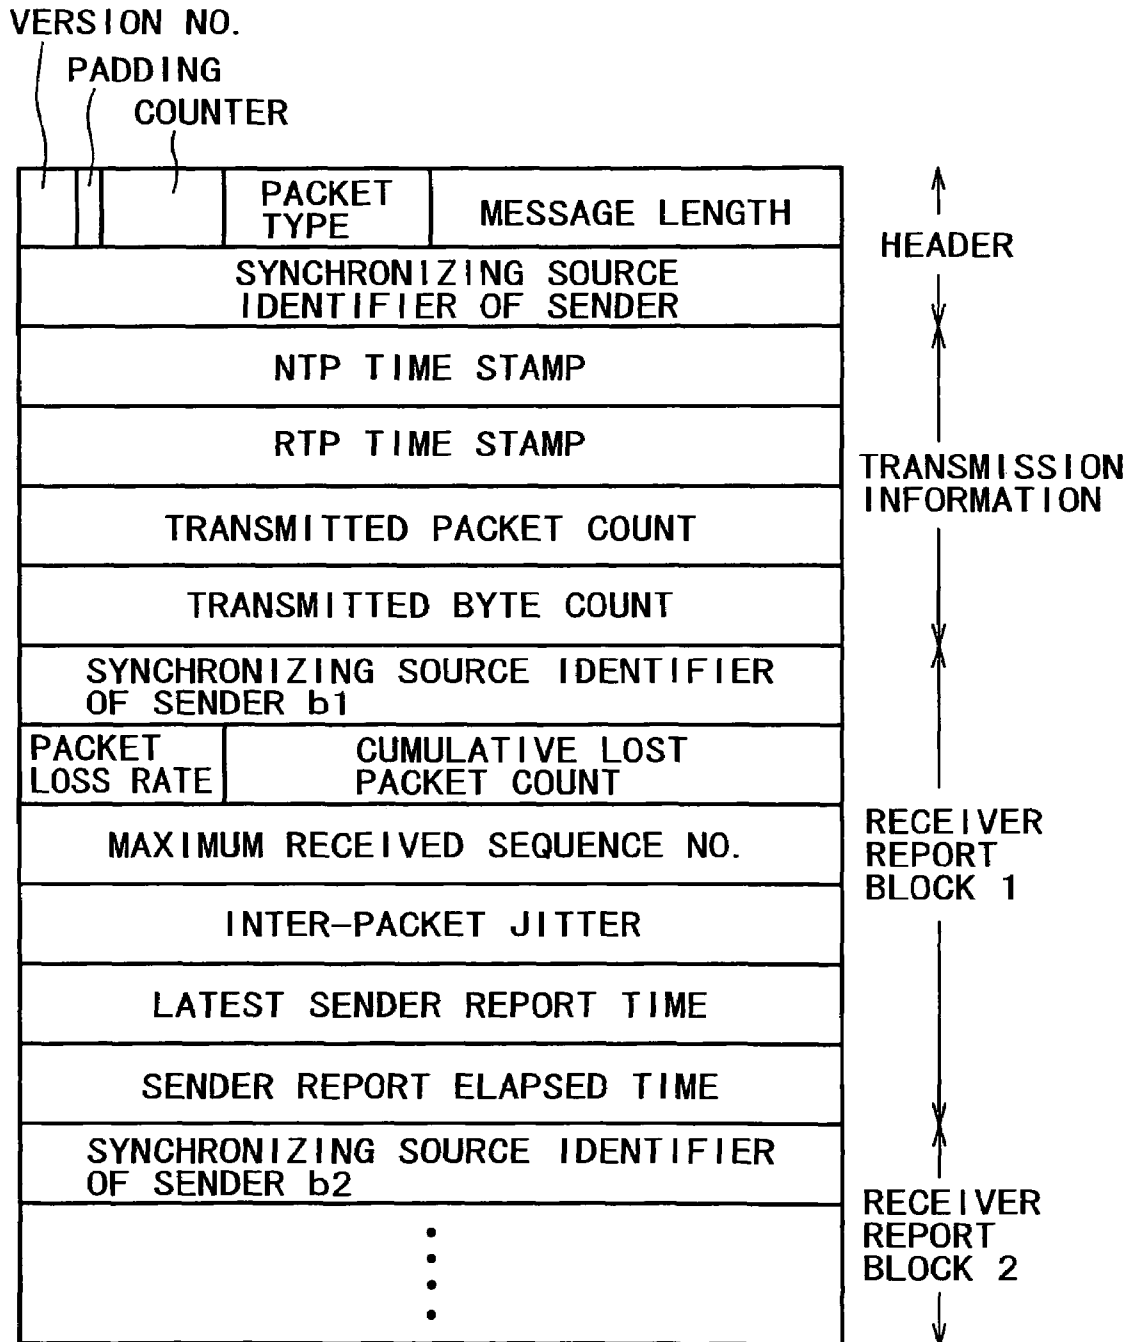 VERSION NO.
PADDING
COUNTER
PACKET
TYPE
MESSAGE LENGTH
HEADER
SYNCHRONIZING SOURCE
IDENTIFIER OF SENDER
NTP TIME STAMP
RTP TIME STAMP
TRANSMISSION
INFORMATION
TRANSMITTED PACKET COUNT
TRANSMITTED BYTE COUNT
SYNCHRONIZING SOURCE IDENTIFIER
OF SENDER b1
PACKET
LOSS RATE
CUMULATIVE LOST
PACKET COUNT
MAXIMUM RECEIVED SEQUENCE NO.
RECEIVER
REPORT
BLOCK 1
INTER-PACKET JITTER
LATEST SENDER REPORT TIME
SENDER REPORT ELAPSED TIME
SYNCHRONIZING SOURCE IDENTIFIER
OF SENDER b2
RECEIVER
REPORT
BLOCK 2